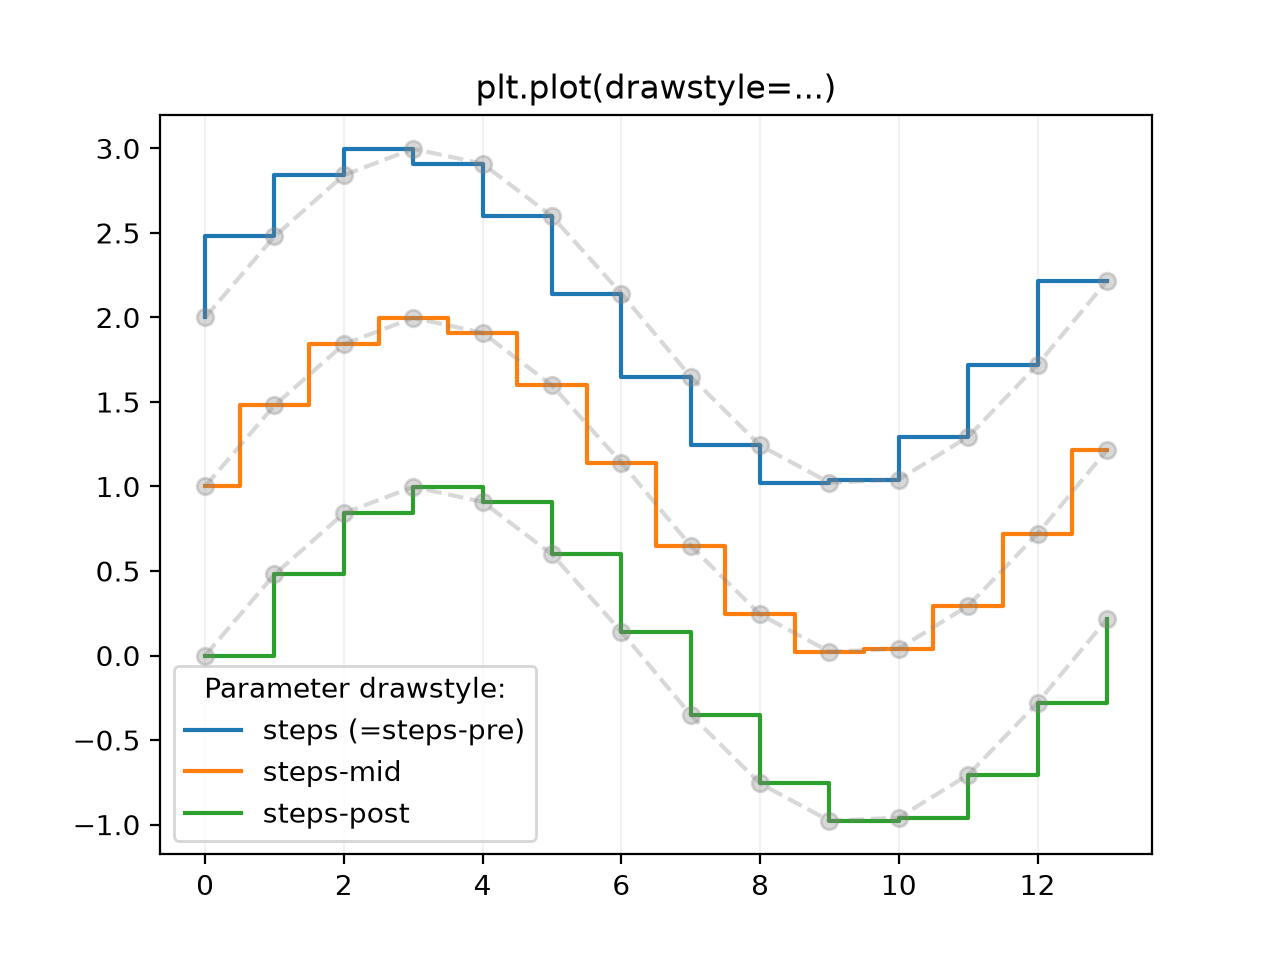 plt.plot(drawstyle=...)
3.0
2.5
2.0
1.5
1.0
0.5
0.0
−0.5
−1.0
Parameter drawstyle:
steps (=steps-pre)
steps-mid
steps-post
0 2 4 6 8 10 12